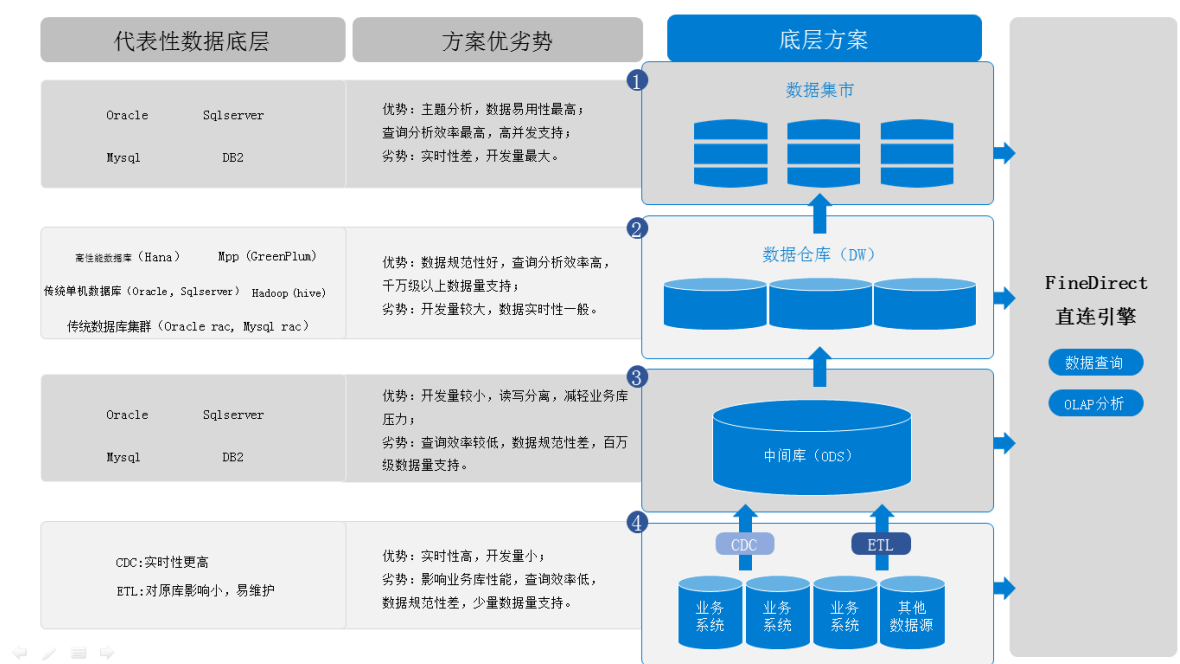 代表性数据底层
方案优劣势
底层方案
Oracle Sqlserver
Mysql DB2
优势：主题分析，数据易用性最高；
查询分析效率最高，高并发支持；
劣势：实时性差，开发量最大。
1
数据集市
高性能数据库（Hana） Mpp (GreenPlum)
传统单机数据库（Oracle, Sqlserver） Hadoop (hive)
传统数据库集群（Oracle rac, Mysql rac）
优势：数据规范性好，查询分析效率高，
千万级以上数据量支持；
劣势：开发量较大，数据实时性一般。
2
数据仓库（DW）
Oracle Sqlserver
Mysql DB2
优势：开发量较小，读写分离，减轻业务库
压力；
劣势：查询效率较低，数据规范性差，百万
级数据量支持。
3
中间库（ODS）
CDC:实时性更高
ETL:对原库影响小，易维护
优势：实时性高，开发量小；
劣势：影响业务库性能，查询效率低，
数据规范性差，少量数据量支持。
4
CDC
ETL
业务
系统
业务
系统
业务
系统
其他
数据源
FineDirect
直连引擎
数据查询
OLAP分析